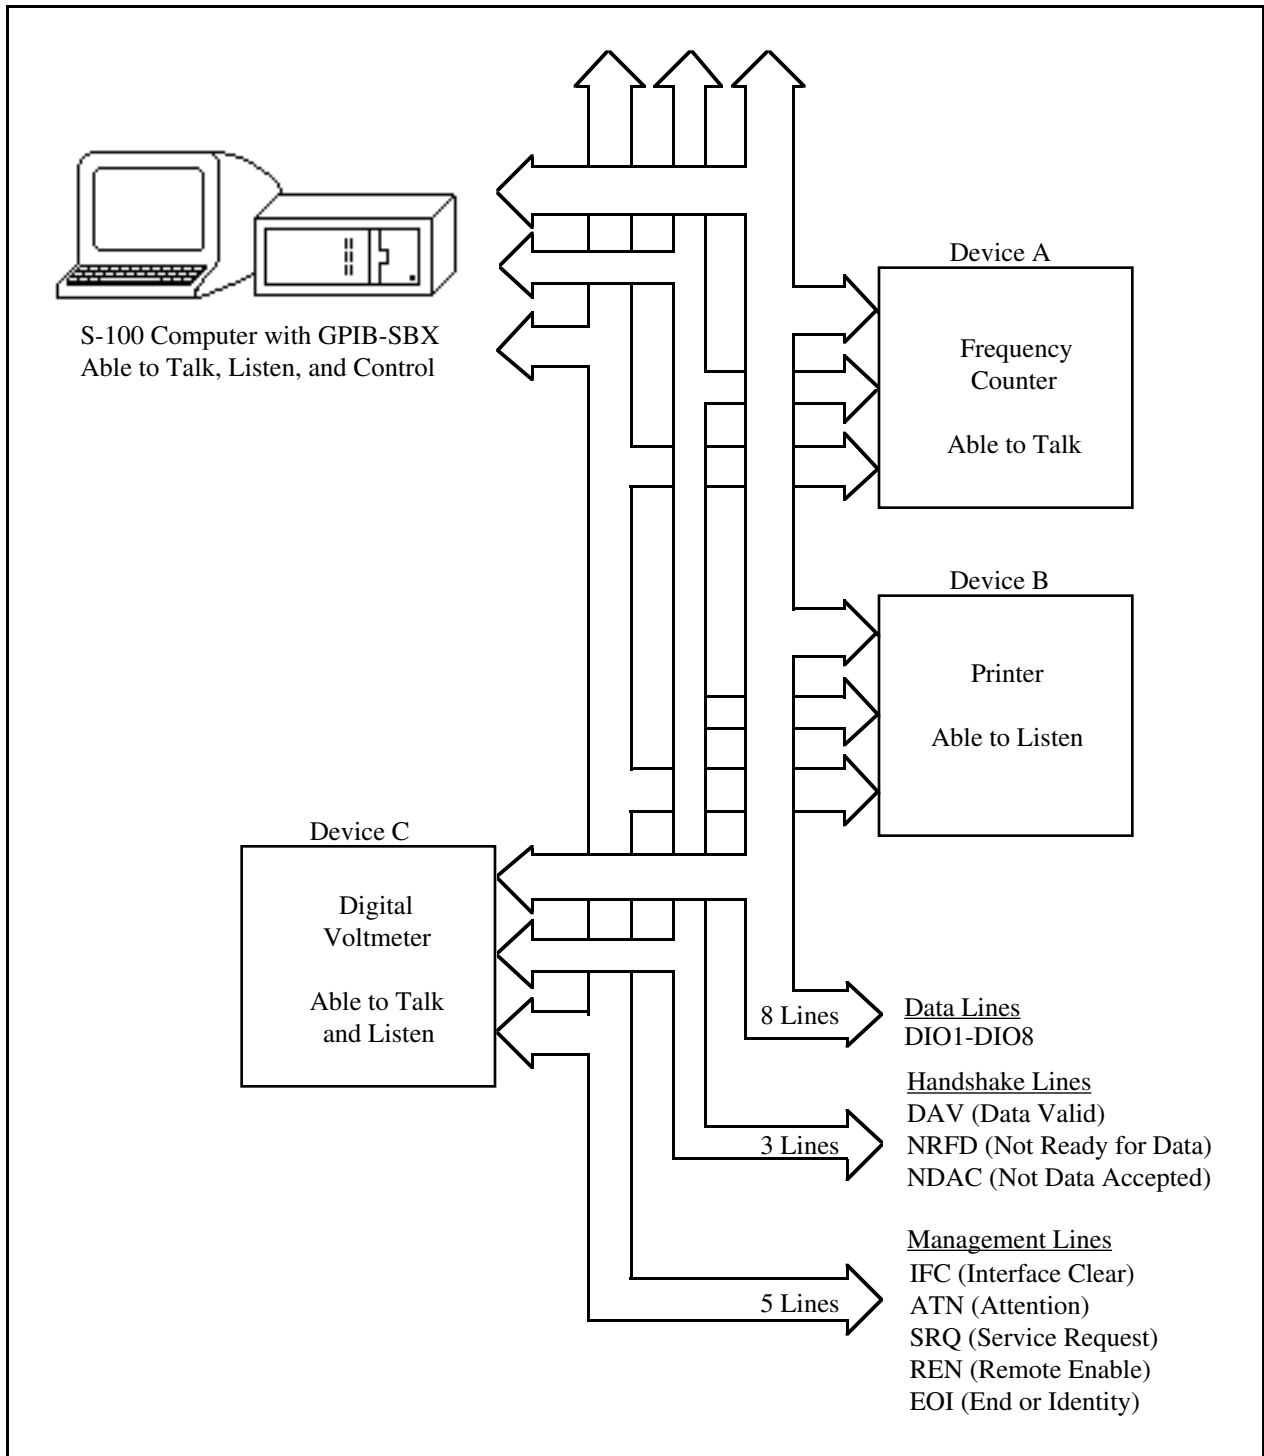 S-100 Computer with GPIB-SBX
Able to Talk, Listen, and Control
Device A
Frequency
Counter
Able to Talk
Device B
Printer
Able to Listen
Device C
Digital
Voltmeter
Able to Talk
and Listen
8 Lines
Data Lines
DIO1-DIO8
Handshake Lines
DAV (Data Valid)
3 Lines
NRFD (Not Ready for Data)
NDAC (Not Data Accepted)
Management Lines
IFC (Interface Clear)
5 Lines
ATN (Attention)
SRQ (Service Request)
REN (Remote Enable)
EOI (End or Identity)